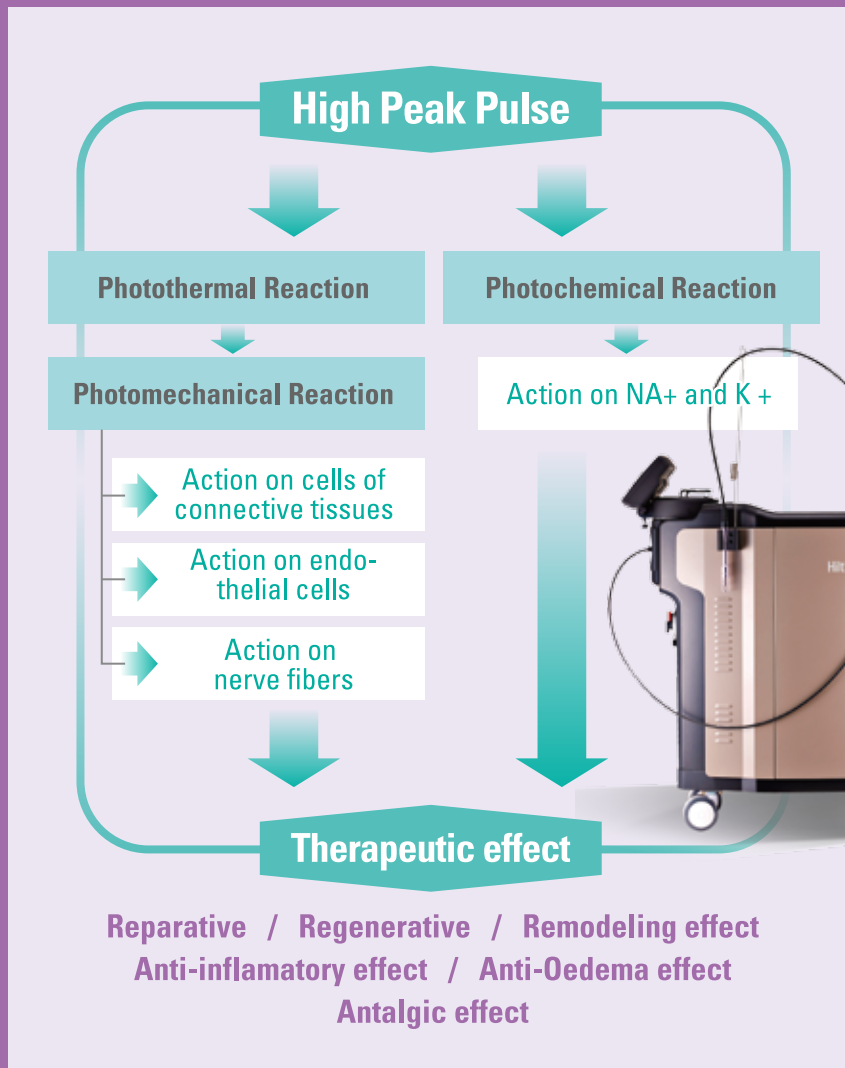 High Peak Pulse
Photothermal Reaction
Photomechanical Reaction
Action on cells of
connective tissues
Action on endo-
thelial cells
Action on
nerve fibers
Photochemical Reaction
Action on NA+ and K +
Hilt
Therapeutic effect
Reparative / Regenerative / Remodeling effect
Anti-inflamatory effect / Anti-Oedema effect
Antalgic effect